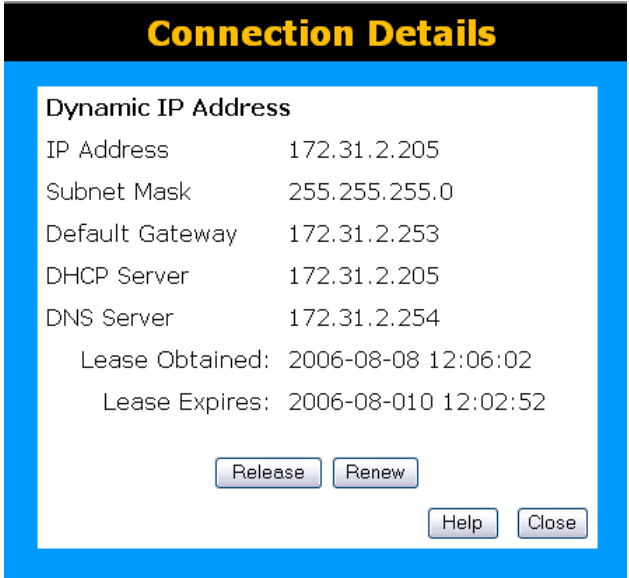 Connection Details
Dynamic IP Address
IP Address 172.31.2.205
Subnet Mask 255.255.255.0
Default Gateway 172.31.2.253
DHCP Server 172.31.2.205
DNS Server 172.31.2.254
Lease Obtained: 2006-08-08 12:06:02
Lease Expires: 2006-08-010 12:02:52
Release Renew
Help Close